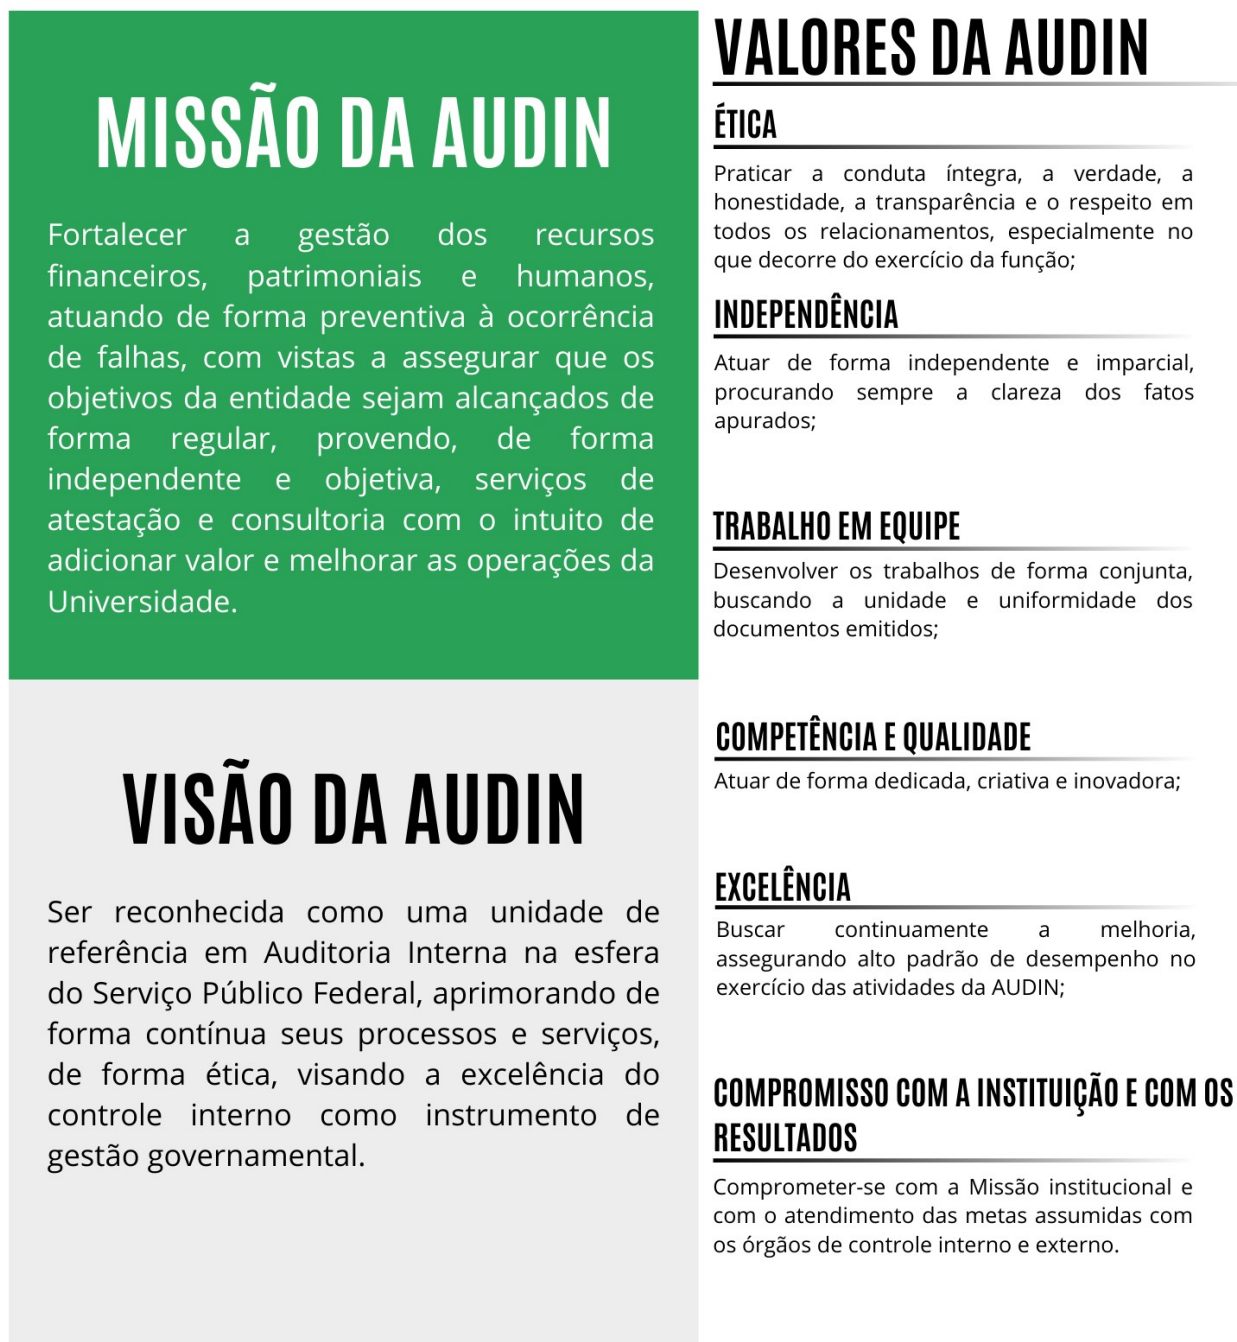 MISSÃO DA AUDIN
Fortalecer a gestão dos recursos
financeiros, patrimoniais e humanos,
atuando de forma preventiva à ocorrência
de falhas, com vistas a assegurar que os
objetivos da entidade sejam alcançados de
forma regular, provendo, de forma
independente e objetiva, serviços de
atestação e consultoria com o intuito de
adicionar valor e melhorar as operações da
Universidade.
VISÃO DA AUDIN
Ser reconhecida como uma unidade de
referência em Auditoria Interna na esfera
do Serviço Público Federal, aprimorando de
forma contínua seus processos e serviços,
de forma ética, visando a excelência do
controle interno como instrumento de
gestão governamental.
VALORES DA AUDIN
ÉTICA
Praticar a conduta íntegra, a verdade, a
honestidade, a transparência e o respeito em
todos os relacionamentos, especialmente no
que decorre do exercício da função;
INDEPENDÊNCIA
Atuar de forma independente e imparcial,
procurando sempre a clareza dos fatos
apurados;
TRABALHO EM EQUIPE
Desenvolver os trabalhos de forma conjunta,
buscando a unidade e uniformidade dos
documentos emitidos;
COMPETÊNCIA E QUALIDADE
Atuar de forma dedicada, criativa e inovadora;
EXCELÊNCIA
Buscar continuamente a melhoria,
assegurando alto padrão de desempenho no
exercício das atividades da AUDIN;
COMPROMISSO COM A INSTITUIÇÃO E COM OS
RESULTADOS
Comprometer-se com a Missão institucional e
com o atendimento das metas assumidas com
os órgãos de controle interno e externo.